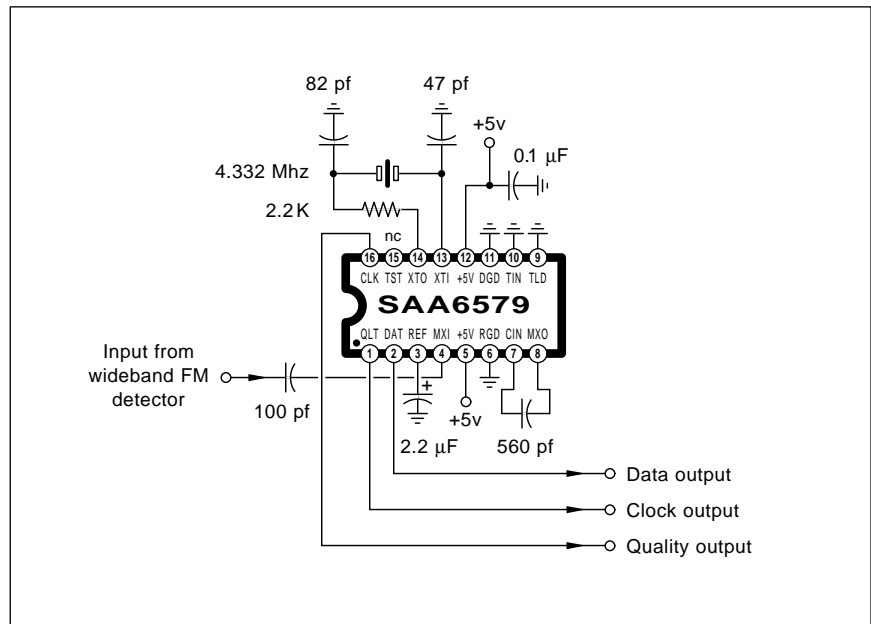 82 pf
47 pf
+5v
0.1 µF
4.332 Mhz
2.2K
nc
16 15 14 13 12 11 10 9
CLK TST XTO XTI +5V DGD TIN TLD
SAA6579
QLT DAT REF MXI +5V RGD CIN MXO
1 2 3 4 5 6 7 8
Input from
wideband FM
detector
100 pf
+
2.2 µF
+5v
560 pf
Data output
Clock output
Quality output